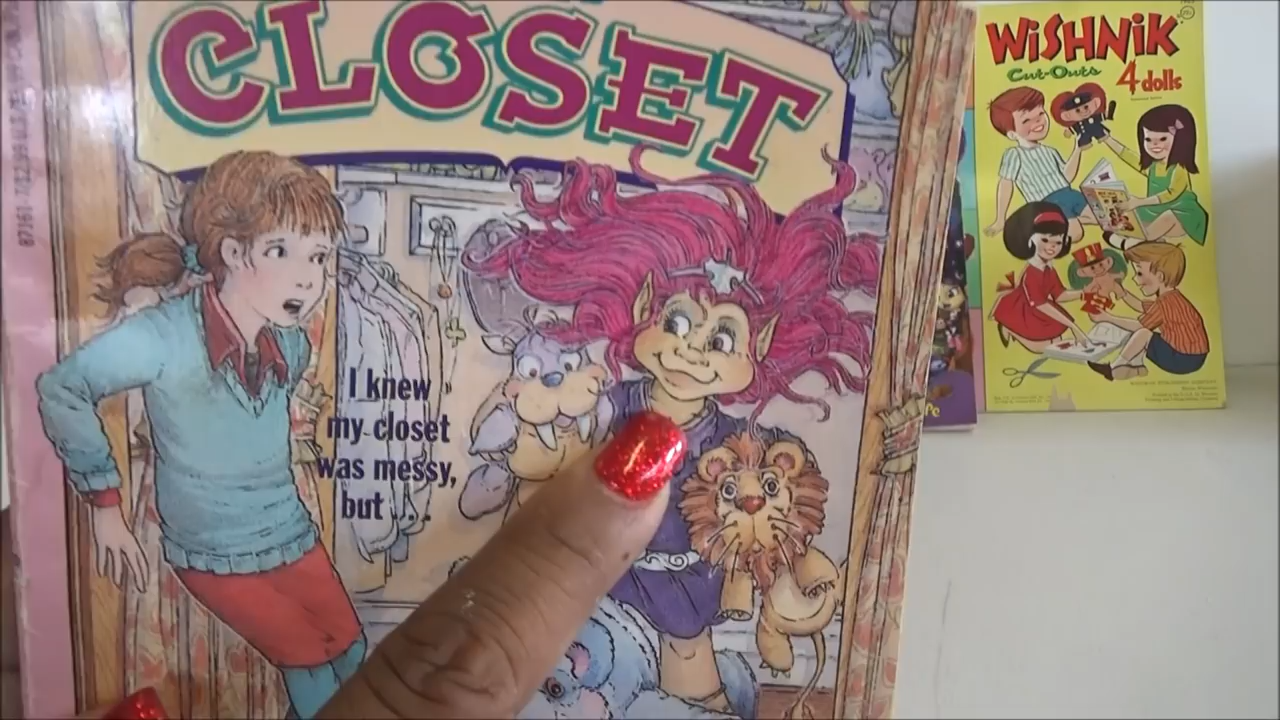 CLOSET
I knew
my closet
was messy,
but . . . .
WiSHNiK
Cut-Outs
4 dolls